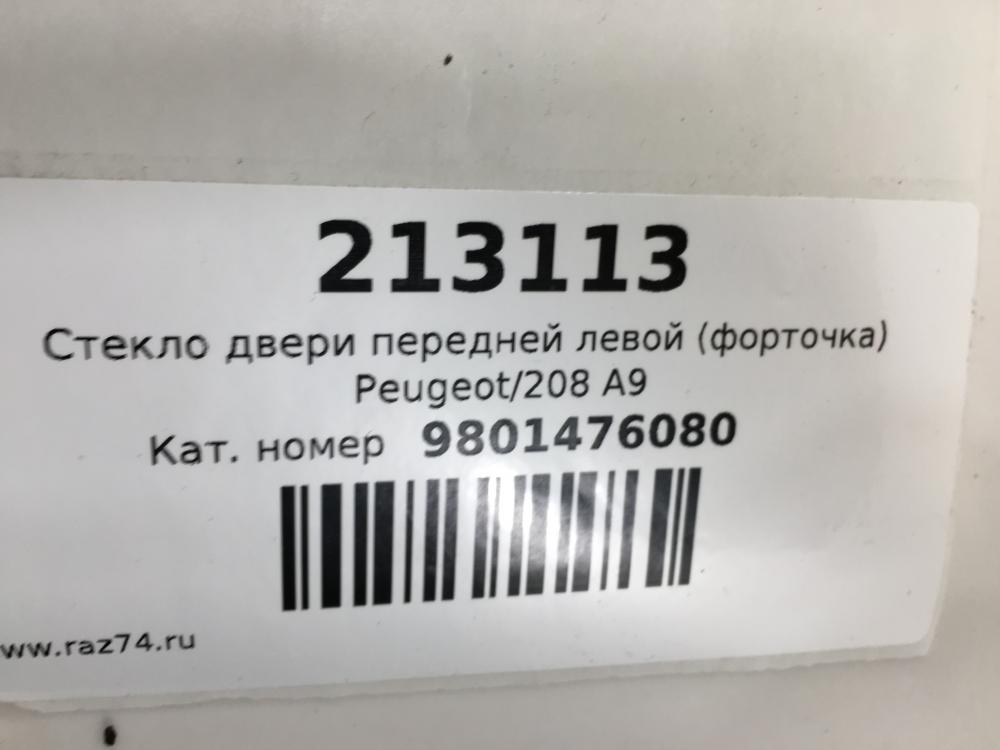 213113
Стекло двери передней левой (форточка)
Peugeot/208 A9
Кат. номер 9801476080
www.raz74.ru